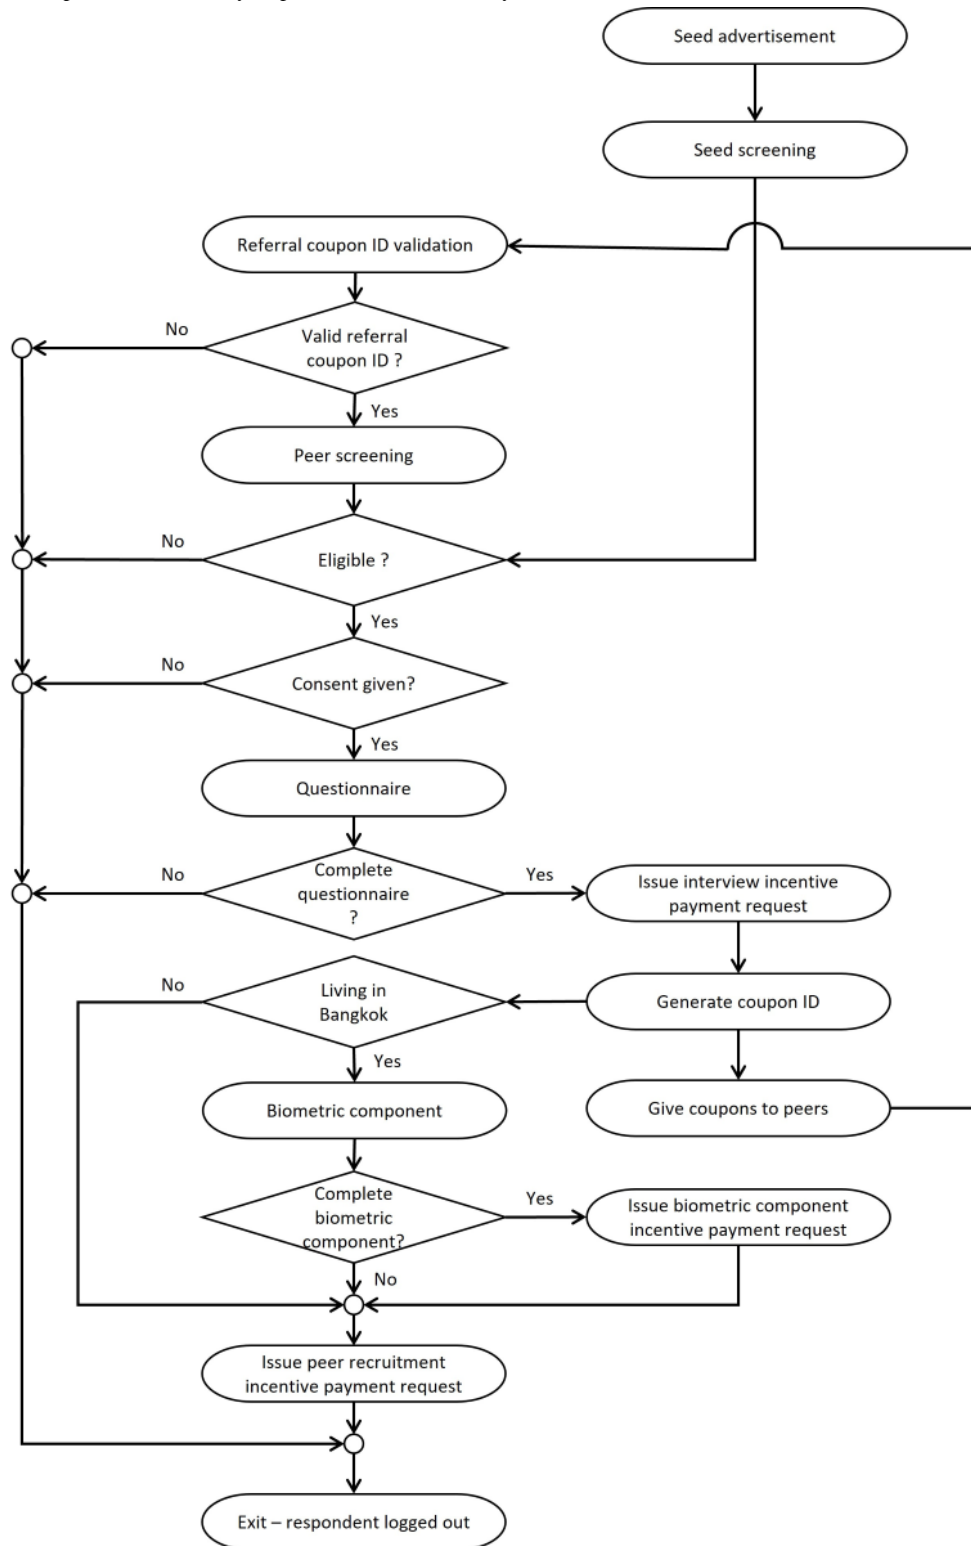 Seed advertisement
Seed screening
Referral coupon ID validation
No
Valid referral
coupon ID ?
Yes
Peer screening
No
Eligible ?
Yes
No
Consent given?
Yes
Questionnaire
No
Complete
questionnaire
?
Yes
Issue interview incentive
payment request
No
Living in
Bangkok
Generate coupon ID
Yes
Biometric component
Give coupons to peers
Complete
biometric
component?
Yes
Issue biometric component
incentive payment request
No
Issue peer recruitment
incentive payment request
Exit – respondent logged out